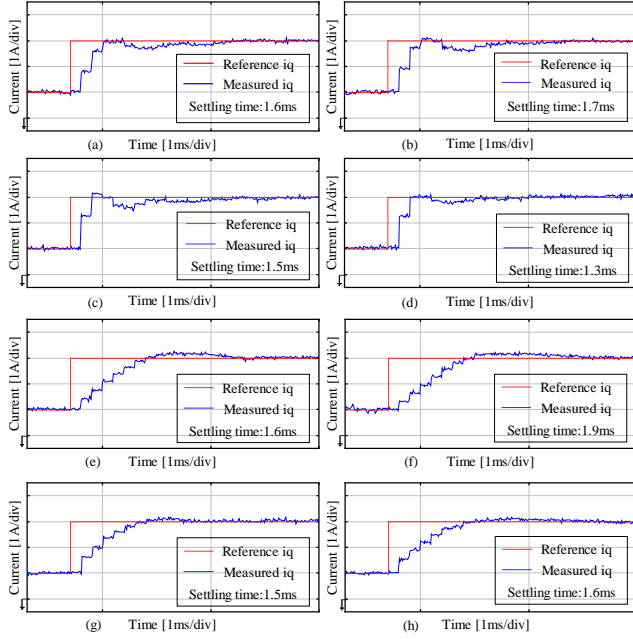 Current [1A/div]
Reference iq
Measured iq
Settling time:1.6ms
(a)
Time [1ms/div]
Current [1A/div]
Reference iq
Measured iq
Settling time:1.7ms
(b)
Time [1ms/div]
Current [1A/div]
Reference iq
Measured iq
Settling time:1.5ms
(c)
Time [1ms/div]
Current [1A/div]
Reference iq
Measured iq
Settling time:1.3ms
(d)
Time [1ms/div]
Current [1A/div]
Reference iq
Measured iq
Settling time:1.6ms
(e)
Time [1ms/div]
Current [1A/div]
Reference iq
Measured iq
Settling time:1.9ms
(f)
Time [1ms/div]
Current [1A/div]
Reference iq
Measured iq
Settling time:1.5ms
(g)
Time [1ms/div]
Current [1A/div]
Reference iq
Measured iq
Settling time:1.6ms
(h)
Time [1ms/div]